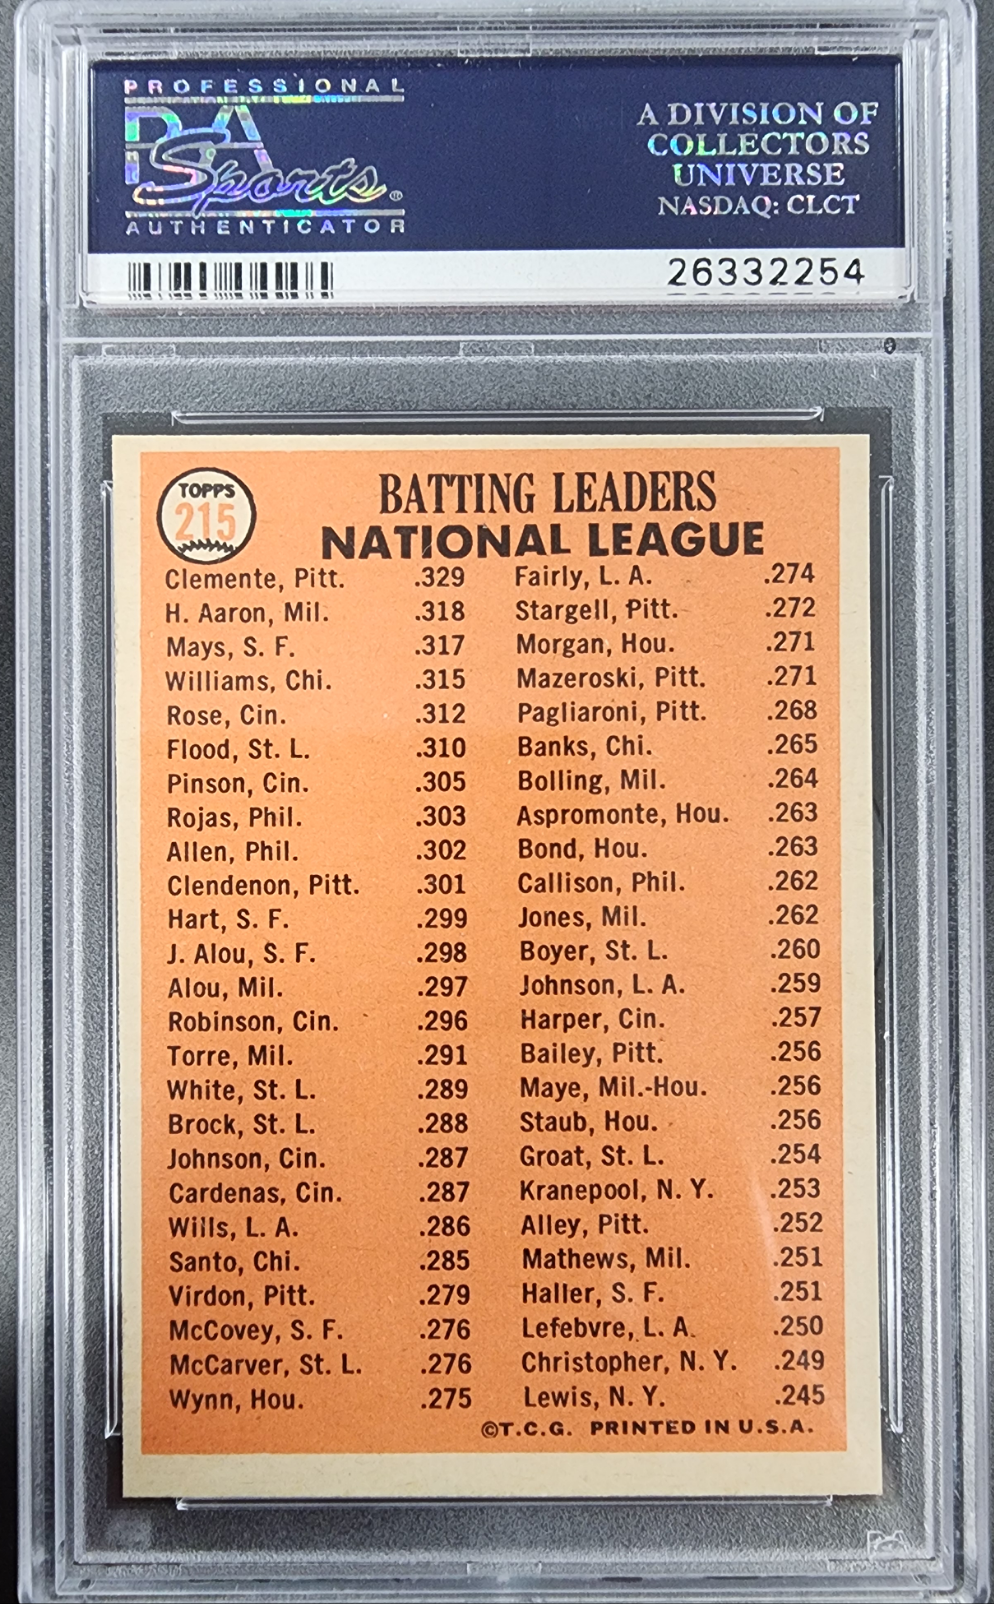 PROFESSIONAL
PSA
Sports®
AUTHENTICATOR
A DIVISION OF
COLLECTORS
UNIVERSE
NASDAQ: CLCT
26332254
TOPPS
215
BATTING LEADERS
NATIONAL LEAGUE
Clemente, Pitt. .329
H. Aaron, Mil. .318
Mays, S. F. .317
Williams, Chi. .315
Rose, Cin. .312
Flood, St. L. .310
Pinson, Cin. .305
Rojas, Phil. .303
Allen, Phil. .302
Clendenon, Pitt. .301
Hart, S. F. .299
J. Alou, S. F. .298
Alou, Mil. .297
Robinson, Cin. .296
Torre, Mil. .291
White, St. L. .289
Brock, St. L. .288
Johnson, Cin. .287
Cardenas, Cin. .287
Wills, L. A. .286
Santo, Chi. .285
Virdon, Pitt. .279
McCovey, S. F. .276
McCarver, St. L. .276
Wynn, Hou. .275
Fairly, L. A. .274
Stargell, Pitt. .272
Morgan, Hou. .271
Mazeroski, Pitt. .271
Pagliaroni, Pitt. .268
Banks, Chi. .265
Bolling, Mil. .264
Aspromonte, Hou. .263
Bond, Hou. .263
Callison, Phil. .262
Jones, Mil. .262
Boyer, St. L. .260
Johnson, L. A. .259
Harper, Cin. .257
Bailey, Pitt. .256
Maye, Mil.-Hou. .256
Staub, Hou. .256
Groat, St. L. .254
Kranepool, N. Y. .253
Alley, Pitt. .252
Mathews, Mil. .251
Haller, S. F. .251
Lefebvre, L. A. .250
Christopher, N. Y. .249
Lewis, N. Y. .245
©T.C.G. PRINTED IN U.S.A.